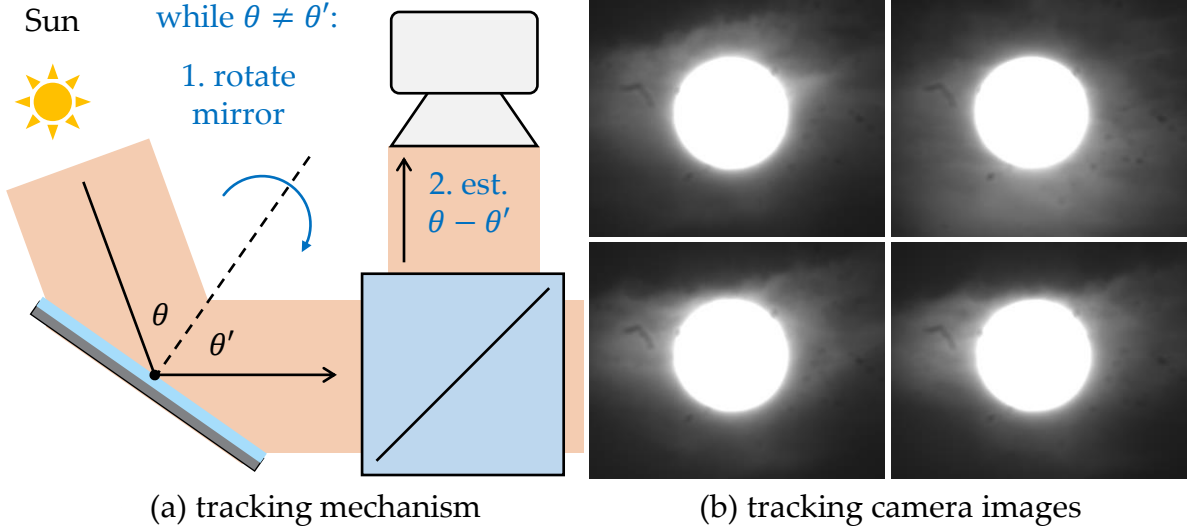 Sun
while θ ≠ θ′:
1. rotate
mirror
2. est.
θ − θ′
θ
θ′
(a) tracking mechanism
(b) tracking camera images